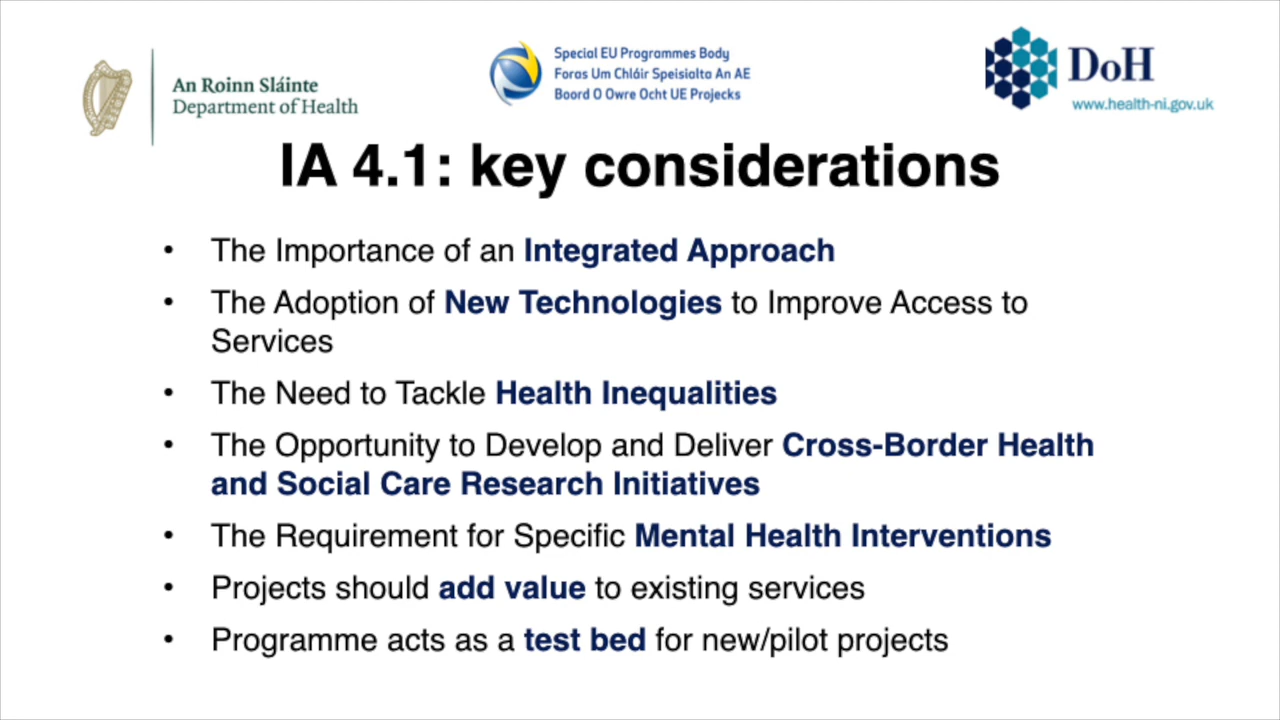 An Roinn Sláinte
Department of Health
Special EU Programmes Body
Foras Um Chláir Speisialta An AE
Boord O Owre Ocht UE Projecks
DoH
www.health-ni.gov.uk
IA 4.1: key considerations
• The Importance of an Integrated Approach
• The Adoption of New Technologies to Improve Access to
Services
• The Need to Tackle Health Inequalities
• The Opportunity to Develop and Deliver Cross-Border Health
and Social Care Research Initiatives
• The Requirement for Specific Mental Health Interventions
• Projects should add value to existing services
• Programme acts as a test bed for new/pilot projects